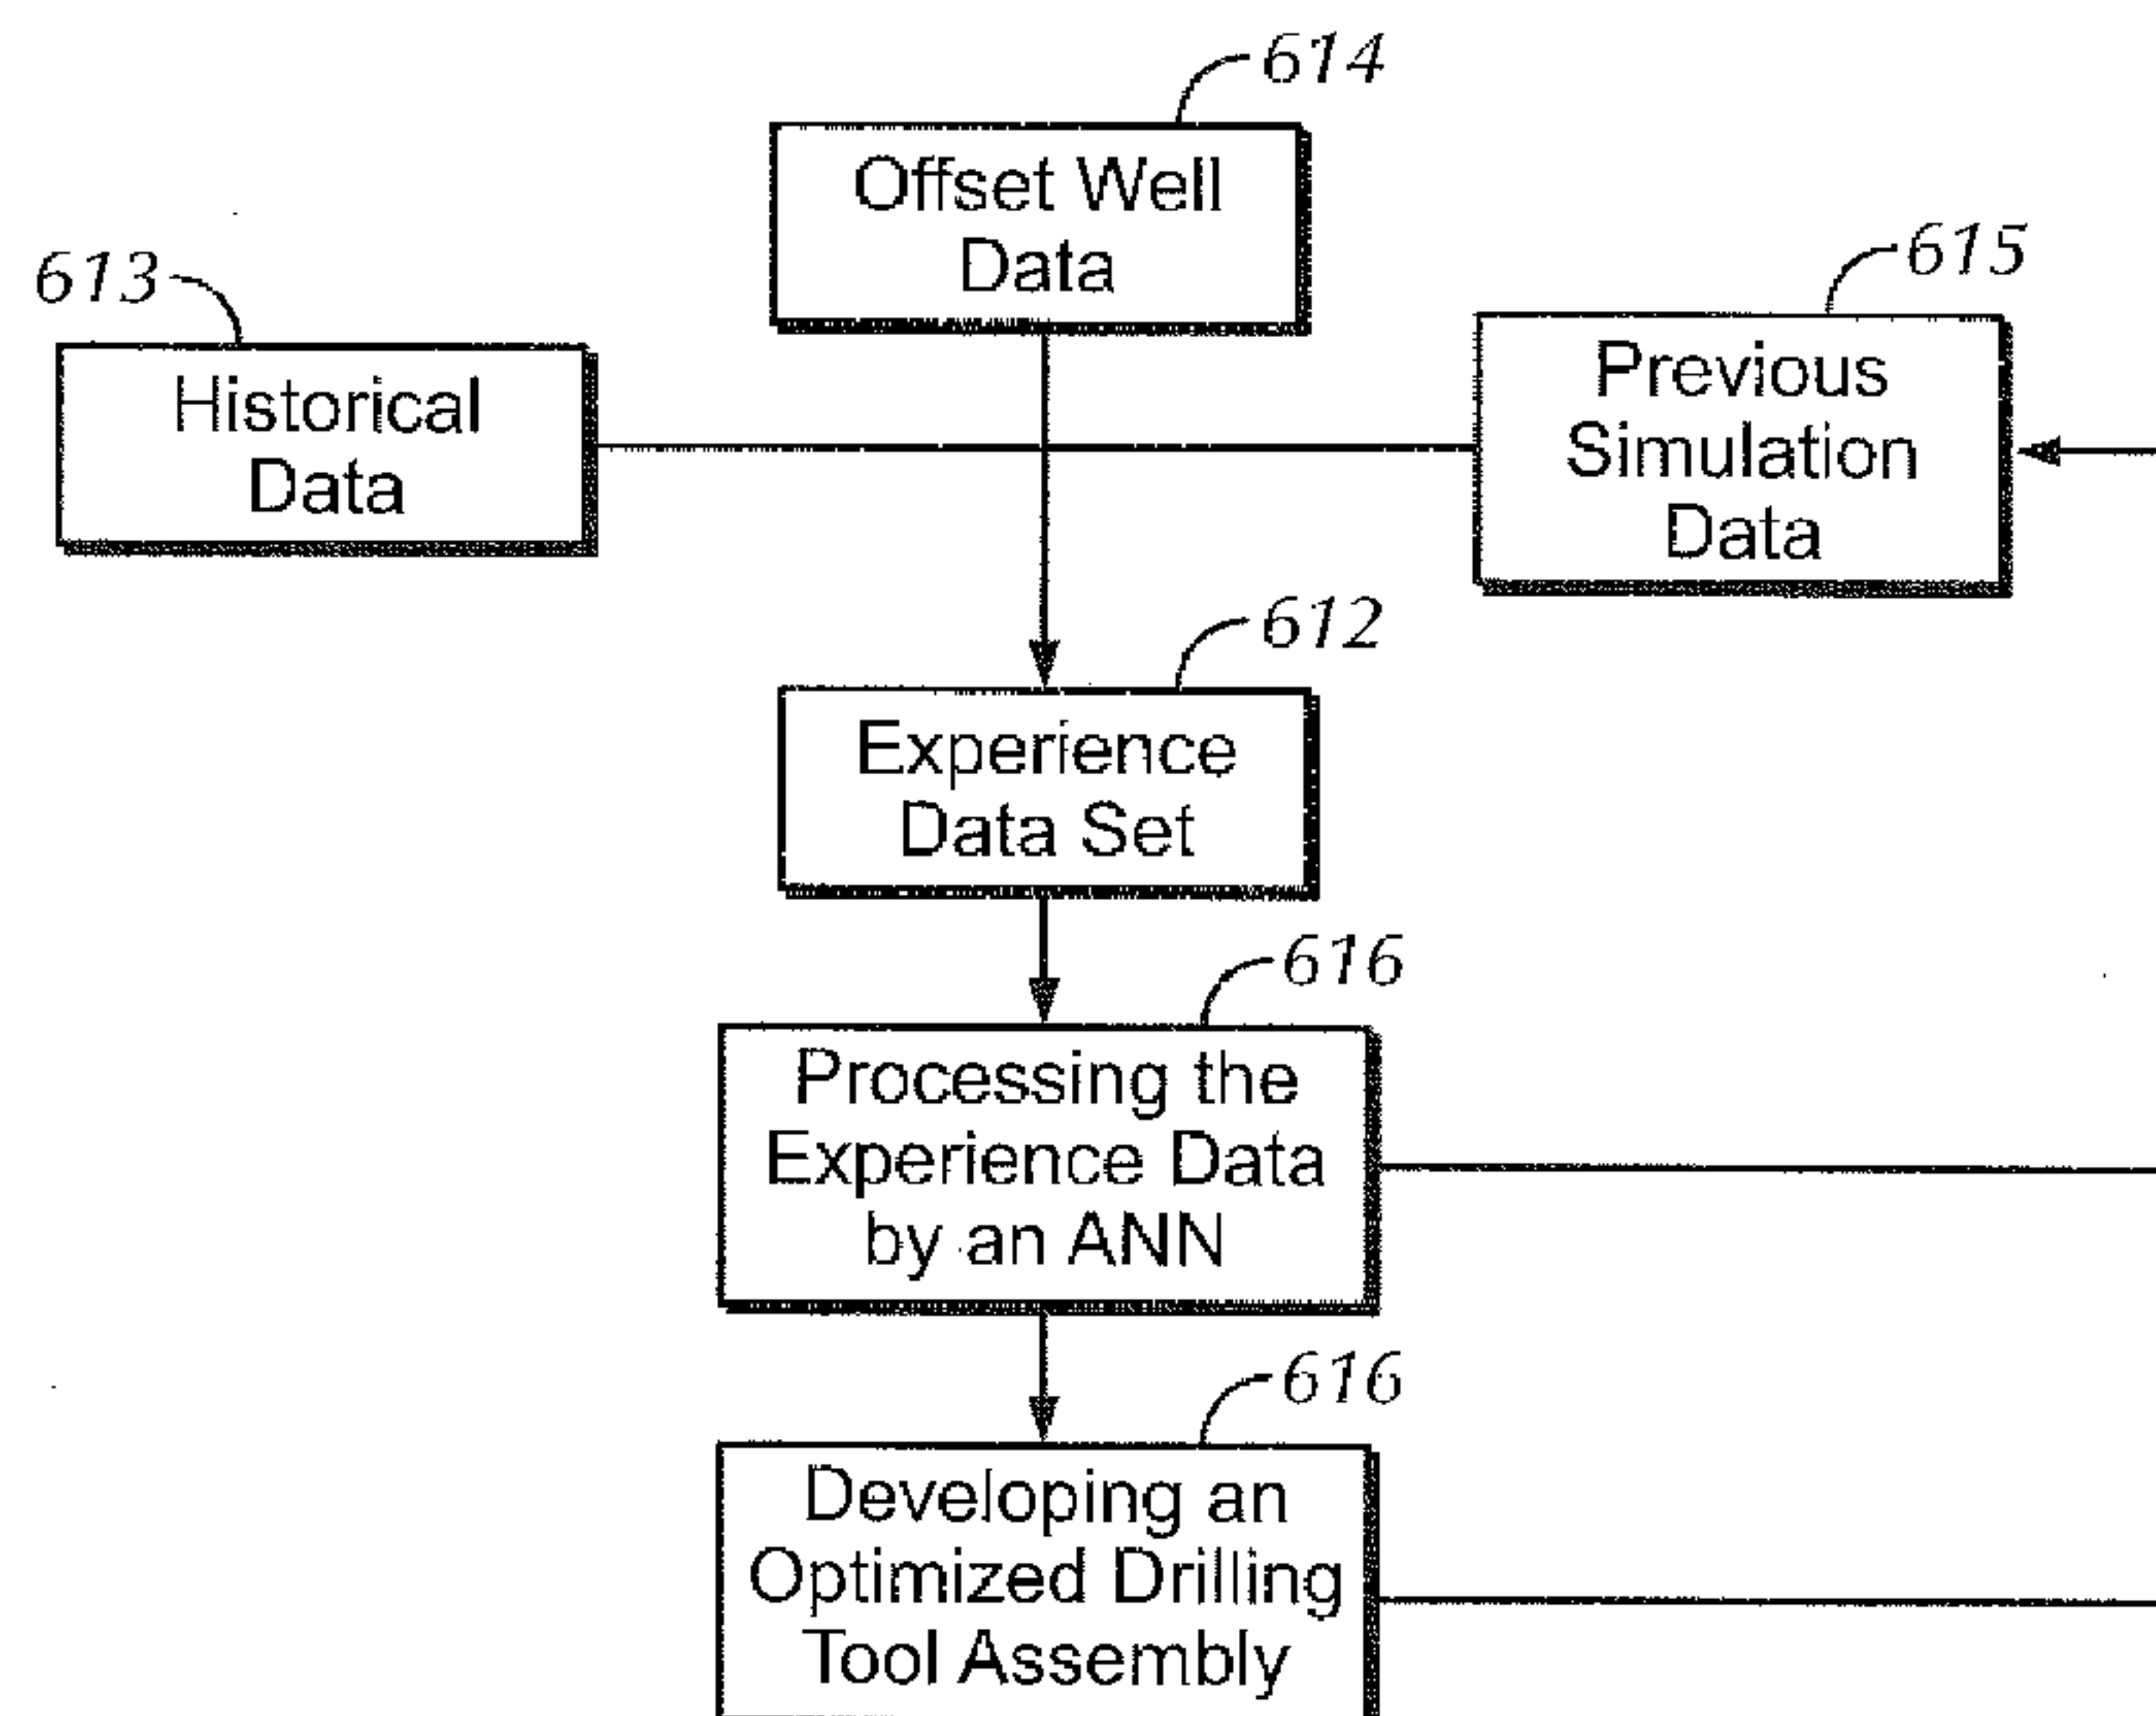 614
Offset Well
Data
613
Historical
Data
615
Previous
Simulation
Data
612
Experience
Data Set
616
Processing the
Experience Data
by an ANN
616
Developing an
Optimized Drilling
Tool Assembly